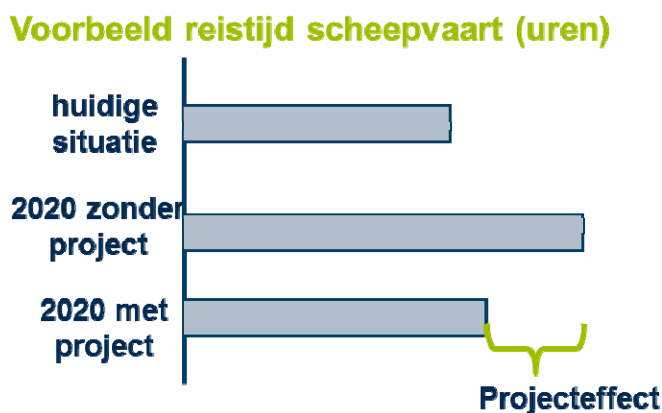 Voorbeeld reistijd scheepvaart (uren)
huidige
situatie
2020 zonder
project
2020 met
project
Projecteffect